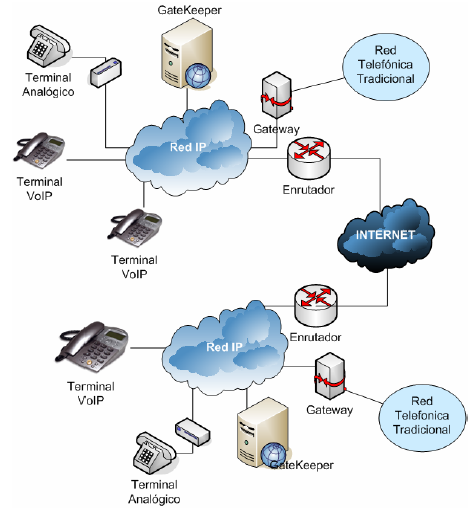 GateKeeper
Red
Telefónica
Tradicional
Terminal
Analógico
Gateway
Red IP
Terminal
VoIP
Enrutador
INTERNET
Terminal
VoIP
Enrutador
Red IP
Terminal
VoIP
Gateway
Red
Telefonica
Tradicional
GateKeeper
Terminal
Analógico